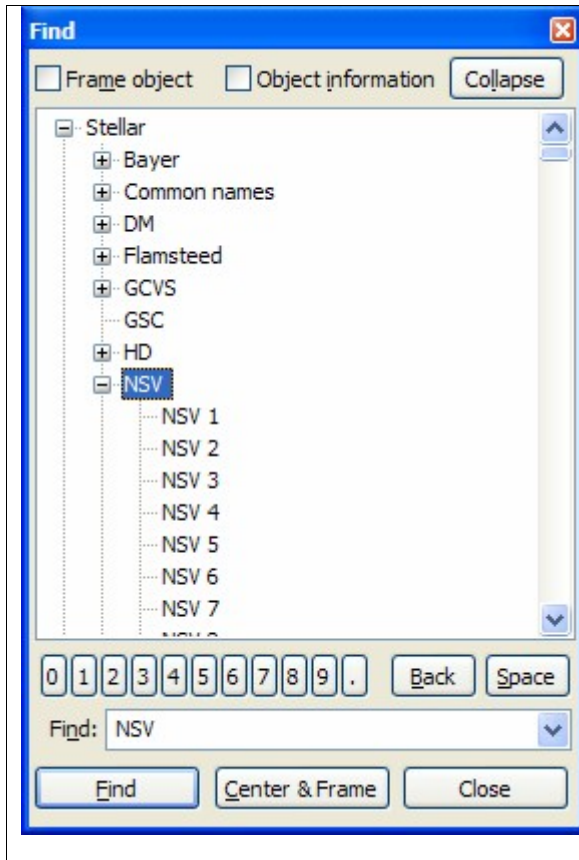 Find
Frame object Object information Collapse
Stellar
Bayer
Common names
DM
Flamsteed
GCVS
GSC
HD
NSV
NSV 1
NSV 2
NSV 3
NSV 4
NSV 5
NSV 6
NSV 7
0 1 2 3 4 5 6 7 8 9 . Back Space
Find: NSV
Find Center & Frame Close